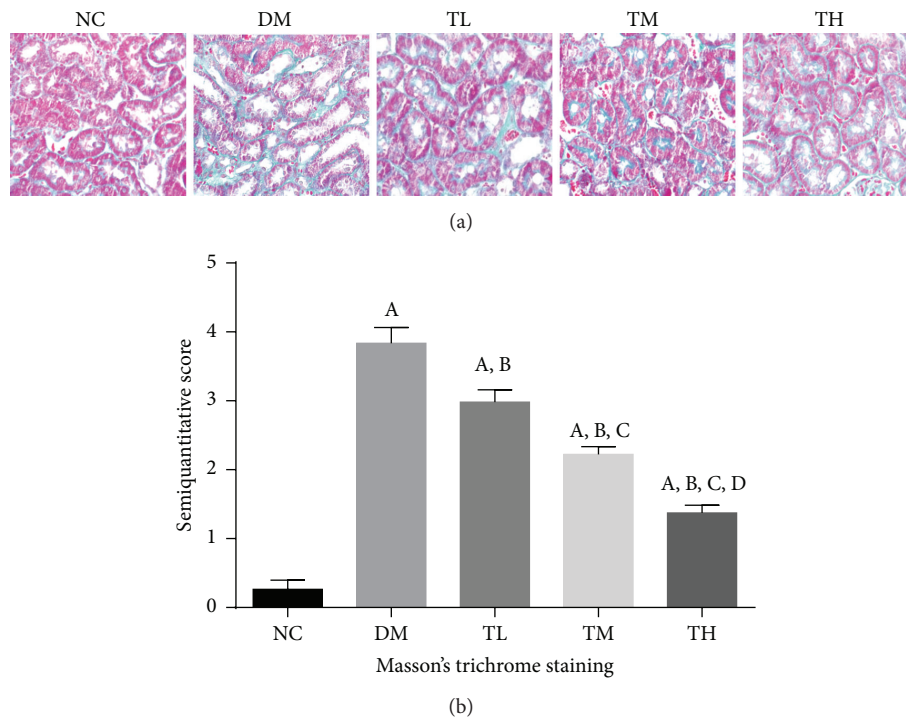 NC DM TL TM TH
(a)
5
4
3
2
1
0
Semiquantitative score
A
A, B
A, B, C
A, B, C, D
NC DM TL TM TH
Masson's trichrome staining
(b)